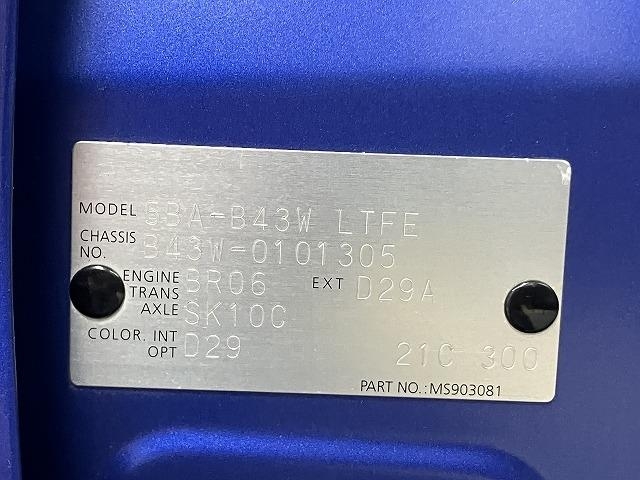 MODEL 5BA-B43W LTFE
CHASSIS NO. B43W-0101305
ENGINE BR06 EXT D29A
TRANS AXLE SK10C
COLOR. INT OPT D29 21C 300
PART NO.:MS903081